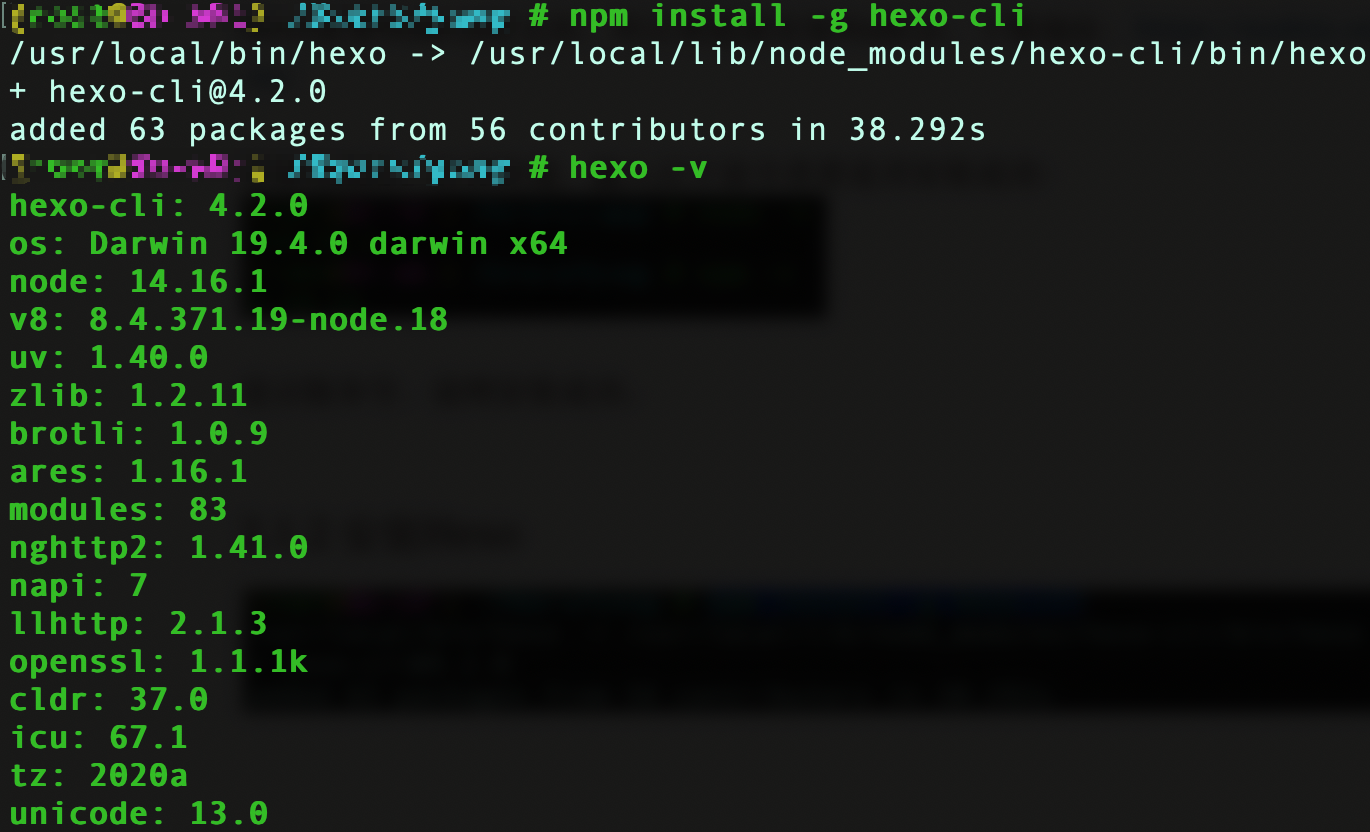 # npm install -g hexo-cli
/usr/local/bin/hexo -> /usr/local/lib/node_modules/hexo-cli/bin/hexo
+ hexo-cli@4.2.0
added 63 packages from 56 contributors in 38.292s
# hexo -v
hexo-cli: 4.2.0
os: Darwin 19.4.0 darwin x64
node: 14.16.1
v8: 8.4.371.19-node.18
uv: 1.40.0
zlib: 1.2.11
brotli: 1.0.9
ares: 1.16.1
modules: 83
nghttp2: 1.41.0
napi: 7
llhttp: 2.1.3
openssl: 1.1.1k
cldr: 37.0
icu: 67.1
tz: 2020a
unicode: 13.0